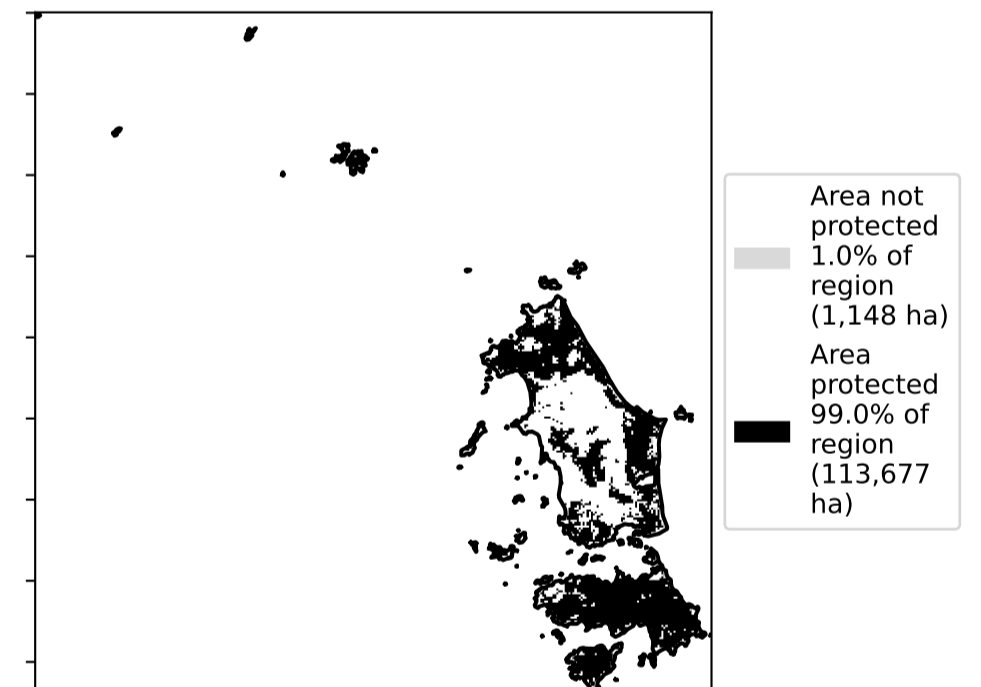 Area not
protected
1.0% of
region
(1,148 ha)
Area
protected
99.0% of
region
(113,677
ha)